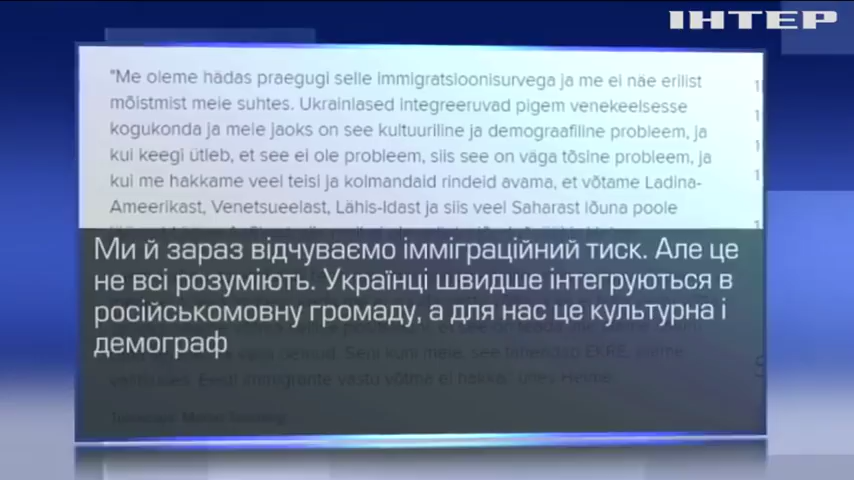 ІНТЕР
"Me oleme hädas praegugi selle immigratsioonisurvega ja me ei näe erilist
mõistmist meie suhtes. Ukrainlased integreeruvad pigem venekeelsesse
kogukonda ja meie jaoks on see kultuuriline ja demograafiline probleem, ja
kui keegi ütleb, et see ei ole probleem, siis see on väga tõsine probleem, ja
kui me hakkame veel teisi ja kolmandaid rindeid avama, et võtame Ladina-
Ameerikast, Venetsueelast, Lähis-Idast ja siis veel Saharast lõuna poole
Ми й зараз відчуваємо імміграційний тиск. Але це
не всі розуміють. Українці швидше інтегруються в
російськомовну громаду, а для нас це культурна і
демограф